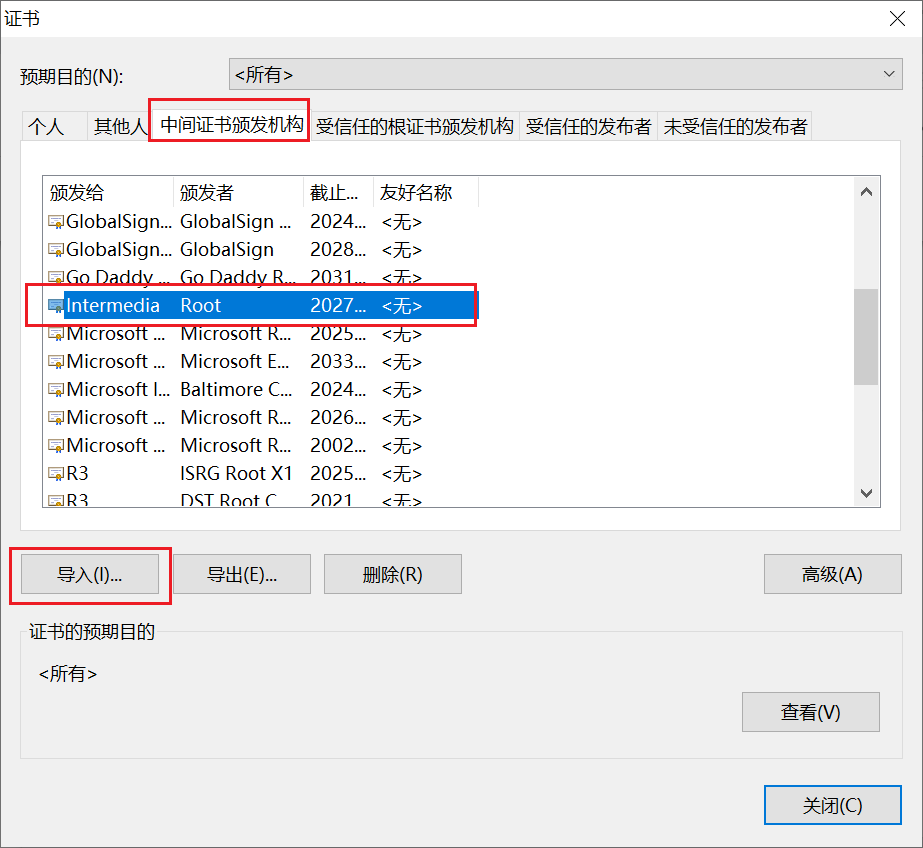 证书
预期目的(N): <所有>
个人 其他人 中间证书颁发机构 受信任的根证书颁发机构 受信任的发布者 未受信任的发布者
颁发给 颁发者 截止... 友好名称
GlobalSign... GlobalSign ... 2024... <无>
GlobalSign... GlobalSign 2028... <无>
Go Daddy ... Go Daddy R... 2031... <无>
Intermedia Root 2027... <无>
Microsoft ... Microsoft R... 2025... <无>
Microsoft ... Microsoft E... 2033... <无>
Microsoft I... Baltimore C... 2024... <无>
Microsoft ... Microsoft R... 2026... <无>
Microsoft ... Microsoft R... 2002... <无>
R3 ISRG Root X1 2025... <无>
R3 DST Root C 2021 <无>
导入(I)... 导出(E)... 删除(R) 高级(A)
证书的预期目的
<所有>
查看(V)
关闭(C)